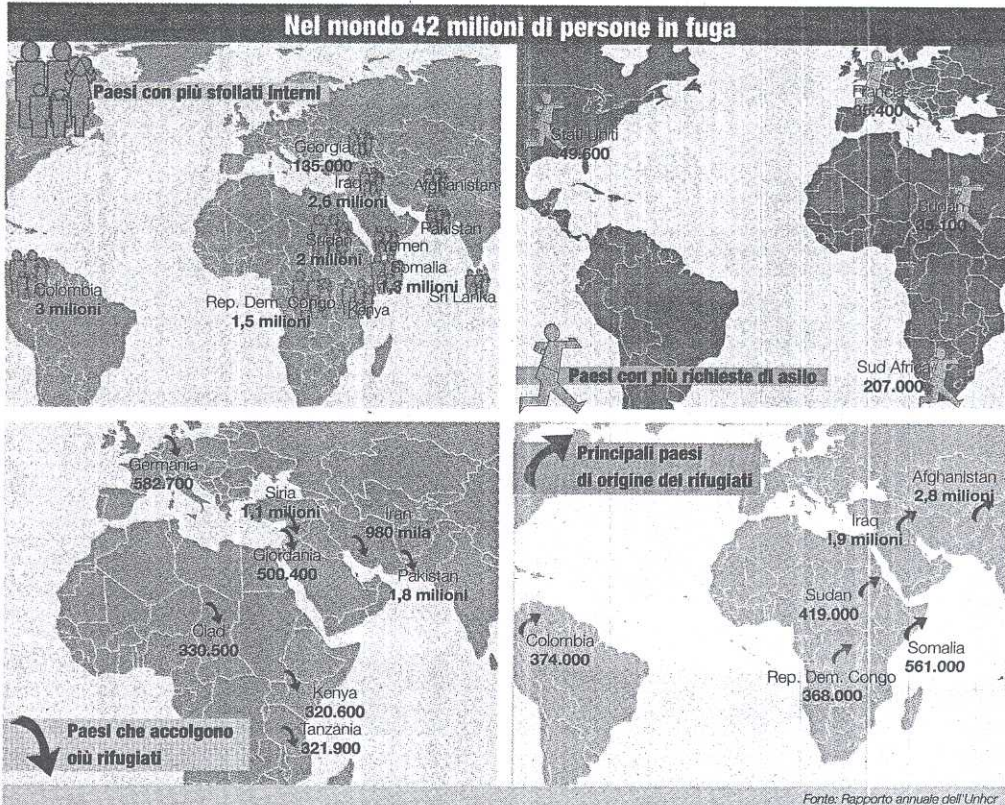 Nel mondo 42 milioni di persone in fuga
Paesi con più sfollati interni
Georgia
135.000
Iraq
2,6 milioni
Afghanistan
Pakistan
Sudan
2 milioni
Yemen
Somalia
1,3 milioni
Sri Lanka
Colombia
3 milioni
Rep. Dem. Congo
1,5 milioni
Kenya
Francia
35.400
Stati Uniti
49.600
Sudan
35.100
Sud Africa
207.000
Paesi con più richieste di asilo
Germania
582.700
Siria
1,1 milioni
Iran
980 mila
Giordania
500.400
Pakistan
1,8 milioni
Ciad
330.500
Kenya
320.600
Tanzania
321.900
Paesi che accolgono
più rifugiati
Principali paesi
di origine dei rifugiati
Afghanistan
2,8 milioni
Iraq
1,9 milioni
Sudan
419.000
Colombia
374.000
Somalia
561.000
Rep. Dem. Congo
368.000
Fonte: Rapporto annuale dell'Unhcr